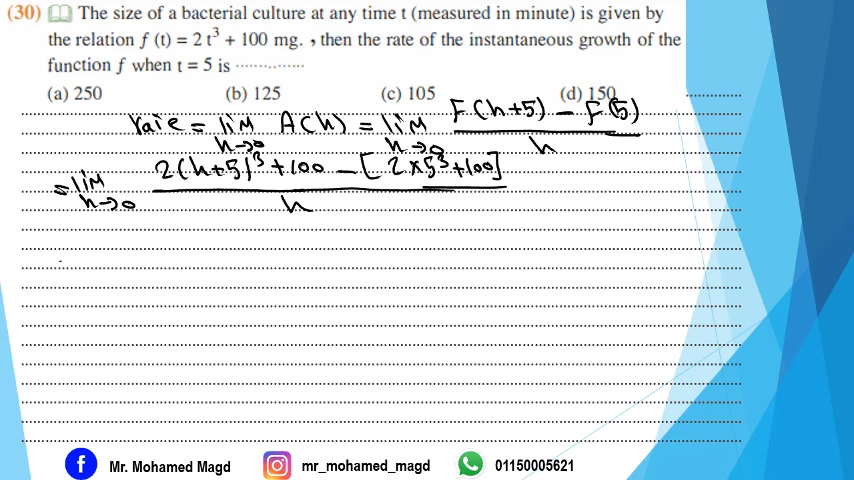 (30) The size of a bacterial culture at any time t (measured in minute) is given by
the relation f (t) = 2 t³ + 100 mg. , then the rate of the instantaneous growth of the
function f when t = 5 is ...............
(a) 250 (b) 125 (c) 105 (d) 150
rate = lim h→0 A(h) = lim h→0 F(h+5) - F(5) / h
= lim h→0 2(h+5)³ + 100 - [2×5³+100] / h
Mr. Mohamed Magd mr_mohamed_magd 01150005621